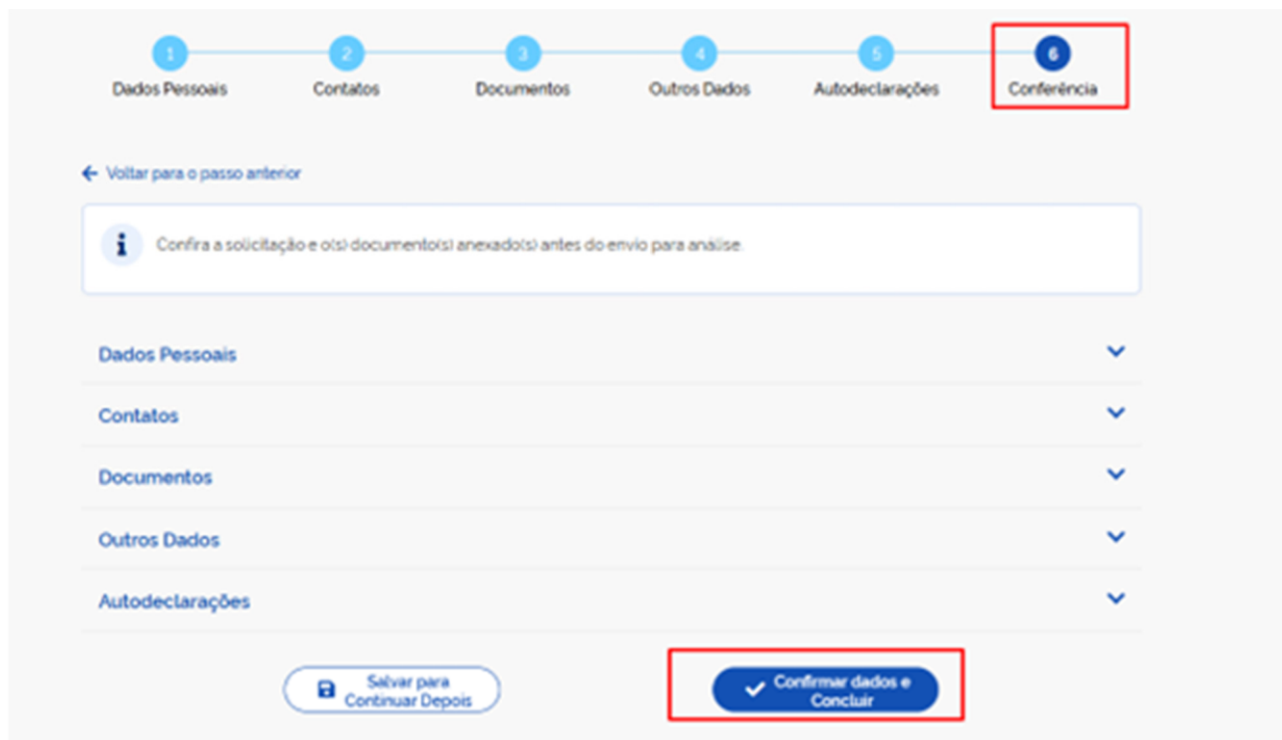 1 2 3 4 5 6
Dados Pessoais Contatos Documentos Outros Dados Autodeclarações Conferência
Voltar para o passo anterior
Confira a solicitação e o(s) documento(s) anexado(s) antes do envio para análise.
Dados Pessoais
Contatos
Documentos
Outros Dados
Autodeclarações
Salvar para
Continuar Depois
Confirmar dados e
Concluir